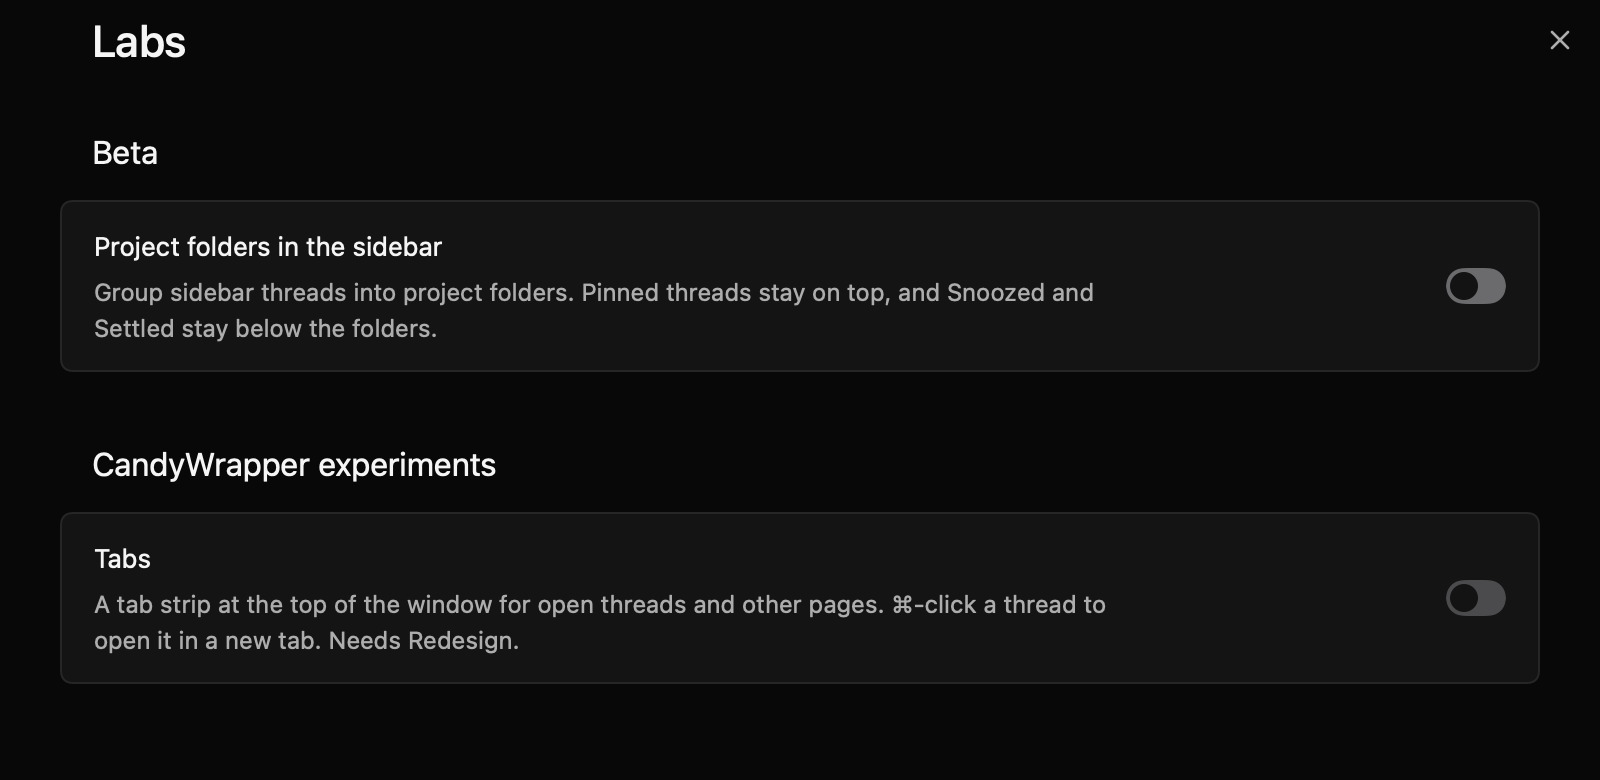 Labs
Beta
Project folders in the sidebar
Group sidebar threads into project folders. Pinned threads stay on top, and Snoozed and
Settled stay below the folders.
CandyWrapper experiments
Tabs
A tab strip at the top of the window for open threads and other pages. ⌘-click a thread to
open it in a new tab. Needs Redesign.